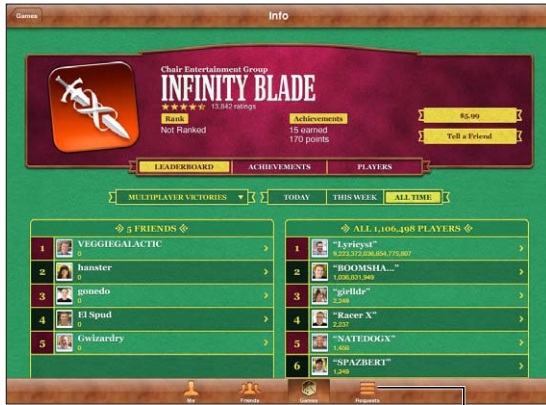 Games
Info
Chair Entertainment Group
INFINITY BLADE
13,842 ratings
Rank
Not Ranked
Achievements
15 earned
170 points
$5.99
Tell a Friend
LEADERBOARD
ACHIEVEMENTS
PLAYERS
MULTIPLAYER VICTORIES
TODAY
THIS WEEK
ALL TIME
5 FRIENDS
1 VEGGIEGALACTIC
0
2 hanster
0
3 gonedo
0
4 El Spud
0
5 Gwizardry
0
ALL 1,106,498 PLAYERS
1 "Lyricyst"
9,223,372,036,854,775,807
2 "BOOMSHA..."
1,036,831,949
3 "girlldr"
2,249
4 "Racer X"
2,237
5 "NATEDOGX"
1,458
6 "SPAZBERT"
1,249
Me
Friends
Games
Requests